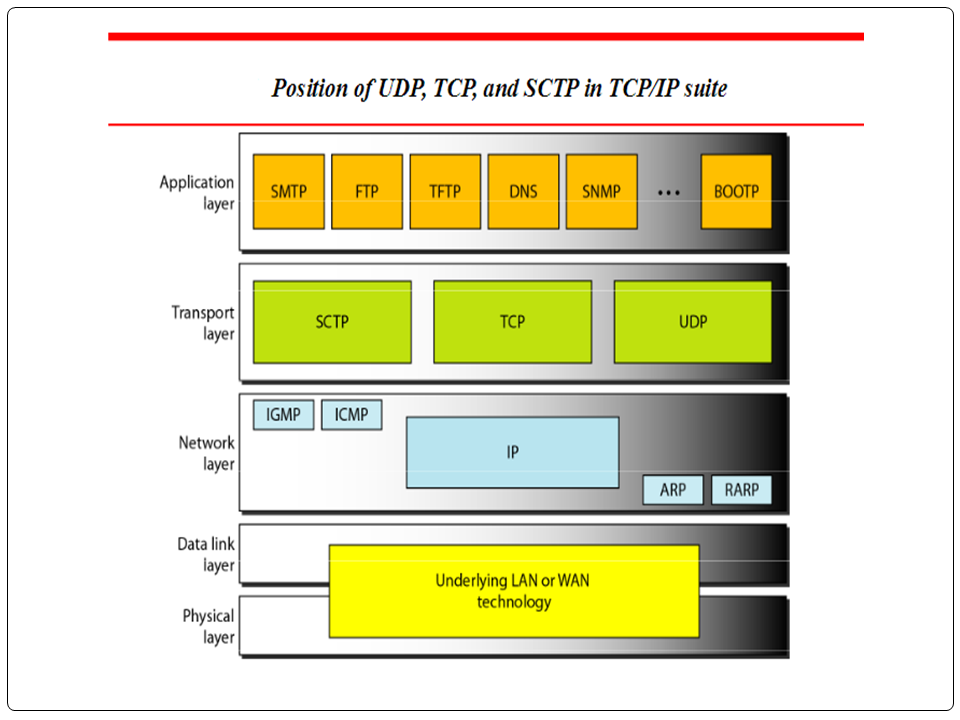 Position of UDP, TCP, and SCTP in TCP/IP suite
Application
layer
SMTP
FTP
TFTP
DNS
SNMP
...
BOOTP
Transport
layer
SCTP
TCP
UDP
Network
layer
IGMP
ICMP
IP
ARP
RARP
Data link
layer
Underlying LAN or WAN
technology
Physical
layer